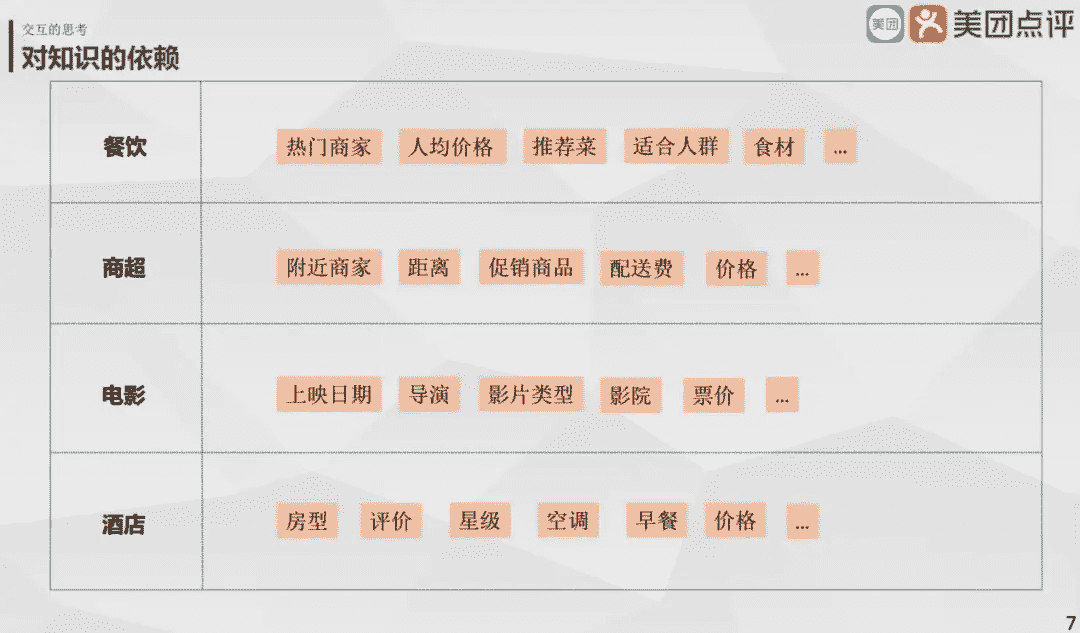 交互的思考
对知识的依赖
美团 美团点评
餐饮 热门商家 人均价格 推荐菜 适合人群 食材 ...
商超 附近商家 距离 促销商品 配送费 价格 ...
电影 上映日期 导演 影片类型 影院 票价 ...
酒店 房型 评价 星级 空调 早餐 价格 ...
7